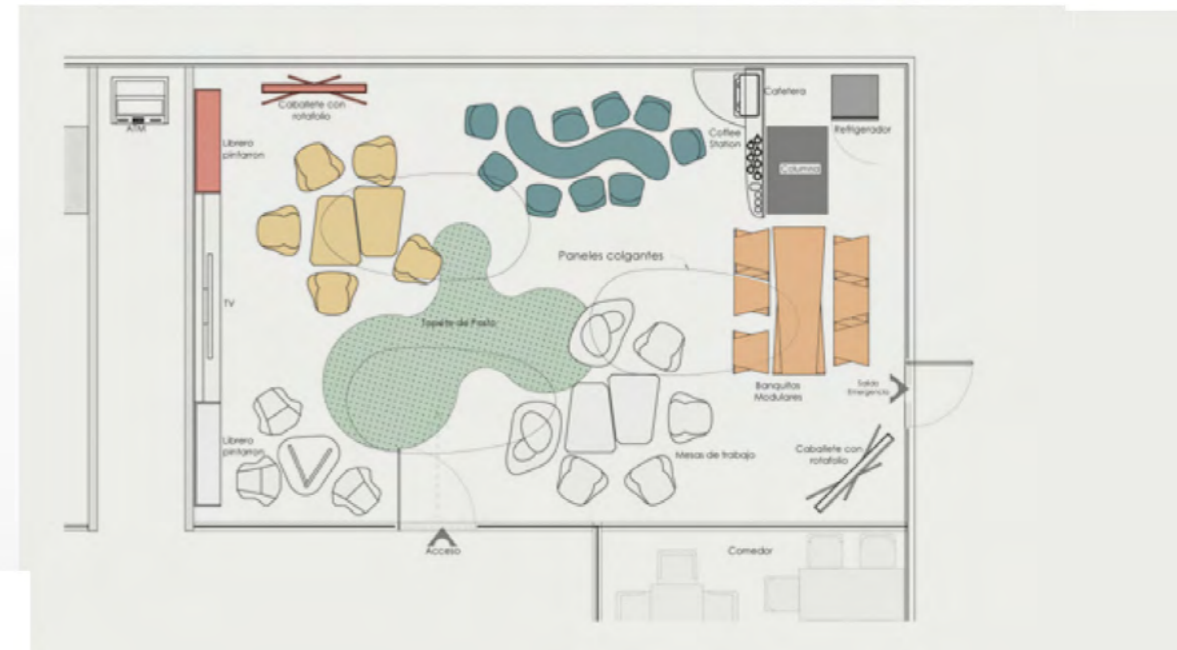 ATM
Caballete con
rotafolio
Librero
pintarron
Cafetera
Coffee
Station
Refrigerador
Columna
Paneles colgantes
TV
Tapete de Pasto
Banquitas
Modulares
Salida
Emergencia
Librero
pintarron
Mesas de trabajo
Caballete con
rotafolio
Acceso
Comedor